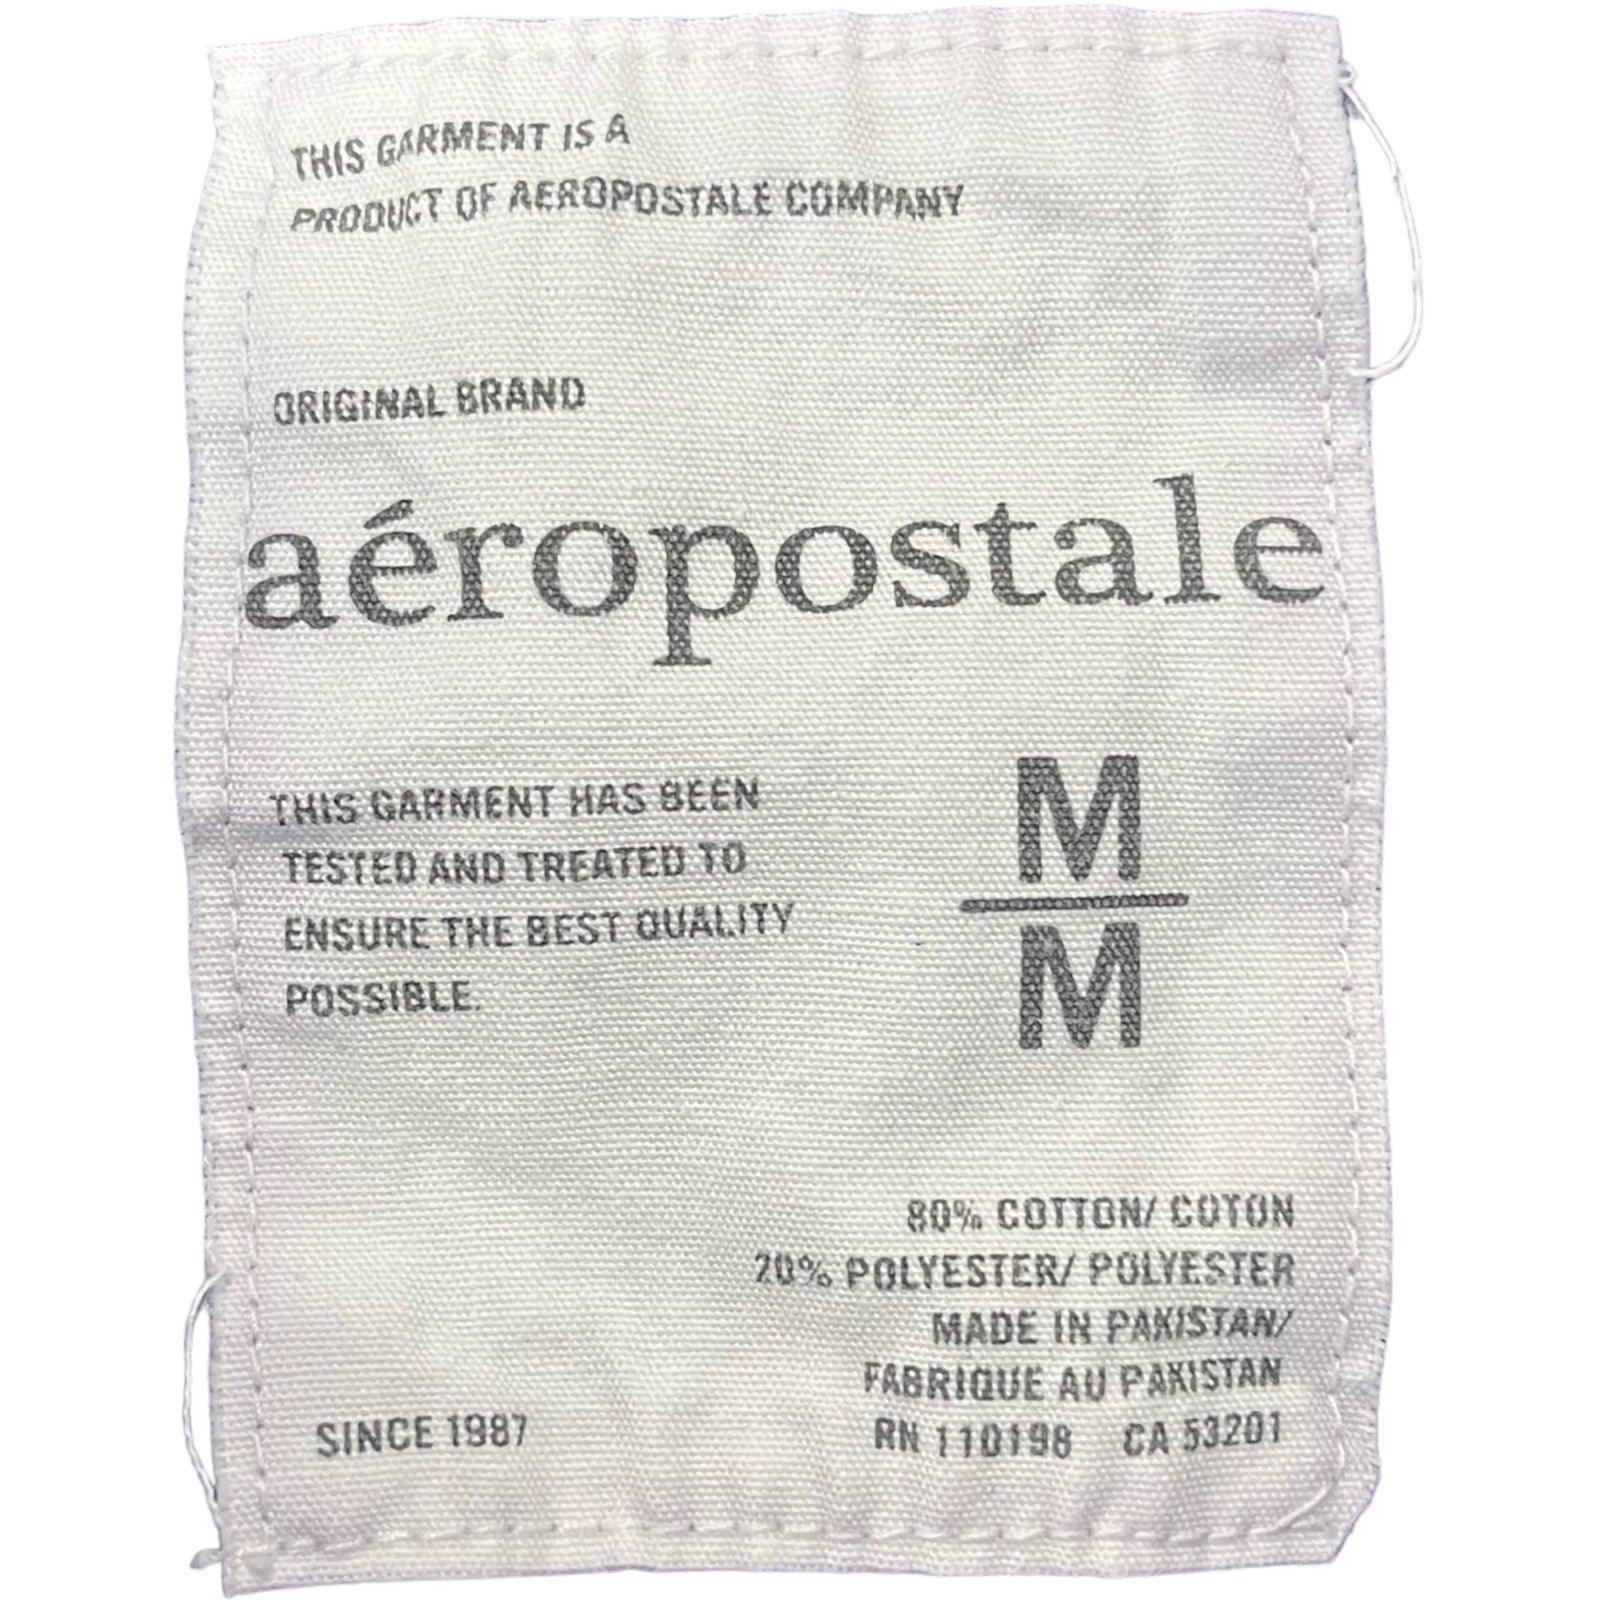 THIS GARMENT IS A
PRODUCT OF AEROPOSTALE COMPANY
ORIGINAL BRAND
aéropostale
THIS GARMENT HAS BEEN
TESTED AND TREATED TO
ENSURE THE BEST QUALITY
POSSIBLE.
M
M
80% COTTON/ COTON
20% POLYESTER/ POLYESTER
MADE IN PAKISTAN/
FABRIQUE AU PAKISTAN
RN 110198 CA 53201
SINCE 1987